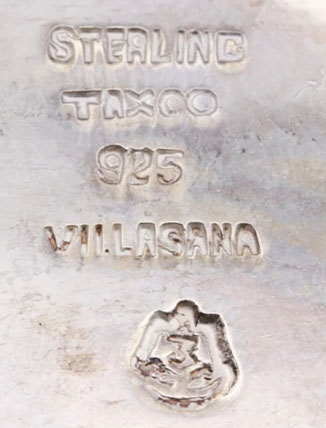 STERLING
TAXCO
925
VILLASANA